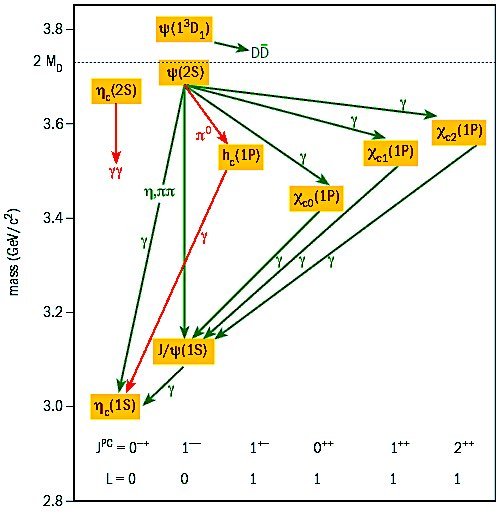 3.8
ψ(1³D₁)
DD̄
2 M_D
ψ(2S)
η_c(2S)
γ
γ
χ_c2(1P)
3.6
π⁰
h_c(1P)
γ
χ_c1(1P)
γγ
η,ππ
χ_c0(1P)
3.4
mass (GeV/c²)
γ
γ
γ
γ
γ
3.2
J/ψ(1S)
γ
3.0
η_c(1S)
J^PC = 0⁻⁺ 1⁻⁻ 1⁺⁻ 0⁺⁺ 1⁺⁺ 2⁺⁺
L = 0 0 1 1 1 1
2.8